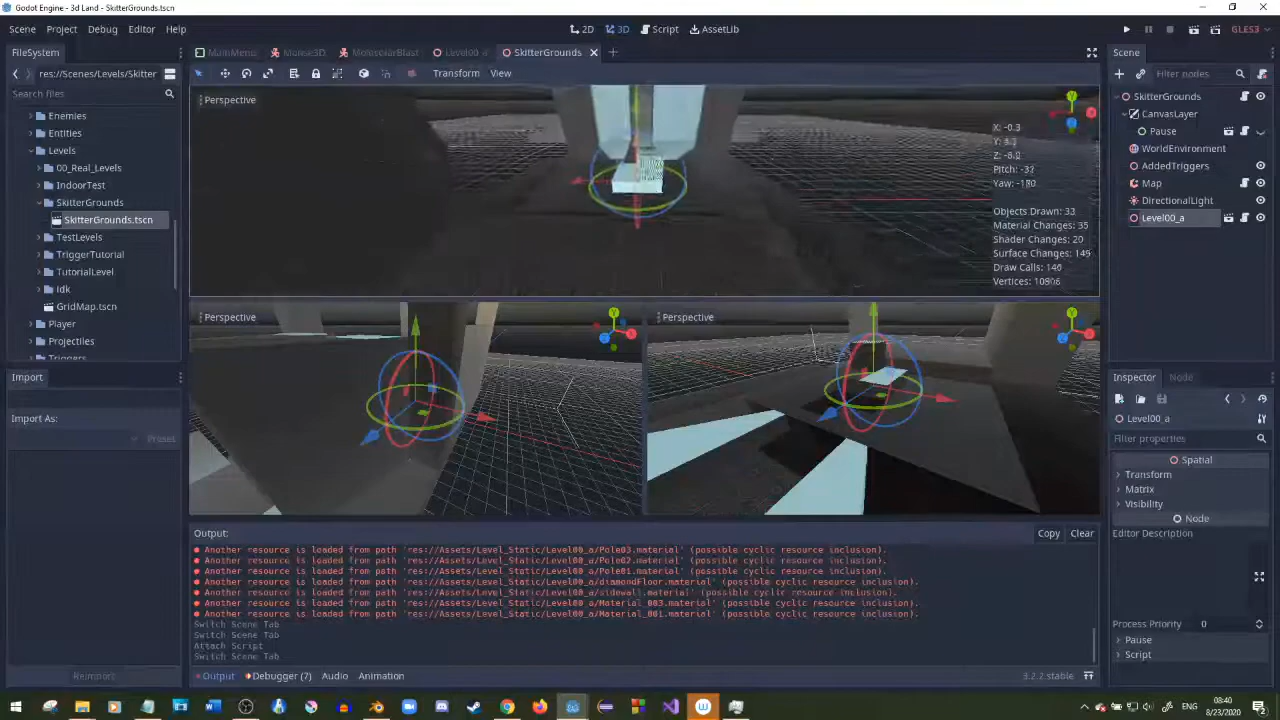 Godot Engine - 3d Land - SkitterGrounds.tscn
Scene Project Debug Editor Help
2D 3D Script AssetLib
GLES3
FileSystem
res://Scenes/Levels/Skitter
Search files
Enemies
Entities
Levels
00_Real_Levels
IndoorTest
SkitterGrounds
SkitterGrounds.tscn
TestLevels
TriggerTutorial
TutorialLevel
Idk
GridMap.tscn
Player
Projectiles
Triggers
Import
Import As:
Preset
Reimport
MainMenu
Level00_a
SkitterGrounds
Transform View
Perspective
X: -0.3
Pitch: -33
Yaw: -180
Objects Drawn: 33
Material Changes: 35
Shader Changes: 20
Surface Changes: 149
Draw Calls: 140
Vertices: 10806
Perspective
Perspective
Output:
Copy Clear
Another resource is loaded from path 'res://Assets/Level_Static/Level00_a/Pole03.material' (possible cyclic resource inclusion).
Another resource is loaded from path 'res://Assets/Level_Static/Level00_a/Pole02.material' (possible cyclic resource inclusion).
Another resource is loaded from path 'res://Assets/Level_Static/Level00_a/Pole01.material' (possible cyclic resource inclusion).
Another resource is loaded from path 'res://Assets/Level_Static/Level00_a/diamondFloor.material' (possible cyclic resource inclusion).
Another resource is loaded from path 'res://Assets/Level_Static/Level00_a/sidewall.material' (possible cyclic resource inclusion).
Another resource is loaded from path 'res://Assets/Level_Static/Level00_a/Material_003.material' (possible cyclic resource inclusion).
Another resource is loaded from path 'res://Assets/Level_Static/Level00_a/Material_001.material' (possible cyclic resource inclusion).
Switch Scene Tab
Switch Scene Tab
Attach Script
Switch Scene Tab
Output Debugger (7) Audio Animation
3.2.2.stable
Scene
Filter nodes
SkitterGrounds
CanvasLayer
Pause
WorldEnvironment
AddedTriggers
Map
DirectionalLight
Level00_a
Inspector Node
Level00_a
Filter properties
Spatial
Transform
Matrix
Visibility
Node
Editor Description
Process Priority 0
Pause
Script
08:40
8/23/2020